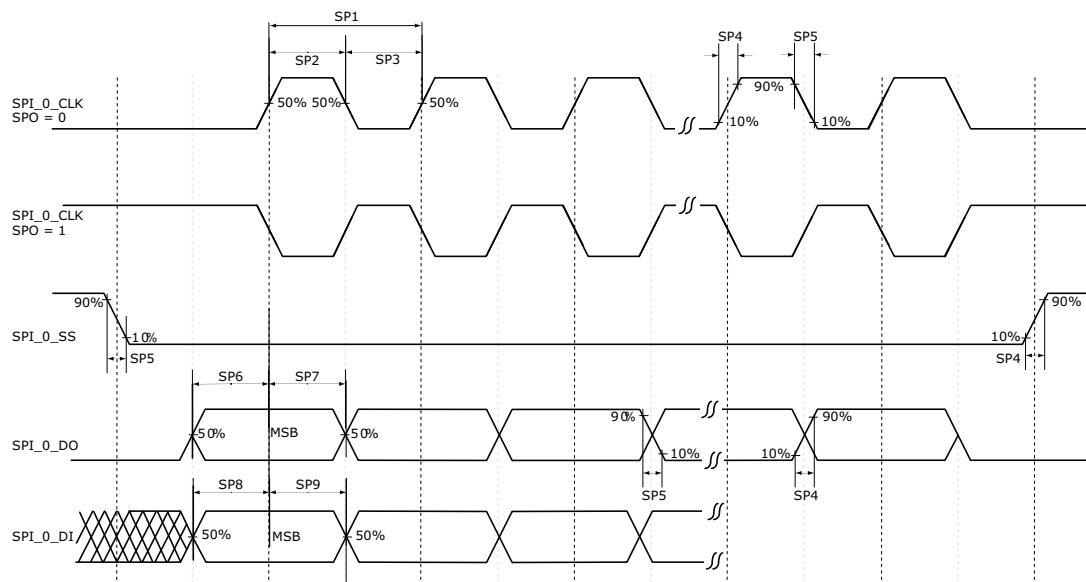 SP1
SP4 SP5
SP2 SP3
SPI_0_CLK
SPO = 0
50% 50% 50% 90%
10% 10%
SPI_0_CLK
SPO = 1
90% 90%
SPI_0_SS 10% 10%
SP5 SP4
SP6 SP7
SPI_0_DO 50% MSB 50% 90% 10% 10% 90%
SP5 SP4
SP8 SP9
SPI_0_DI 50% MSB 50%